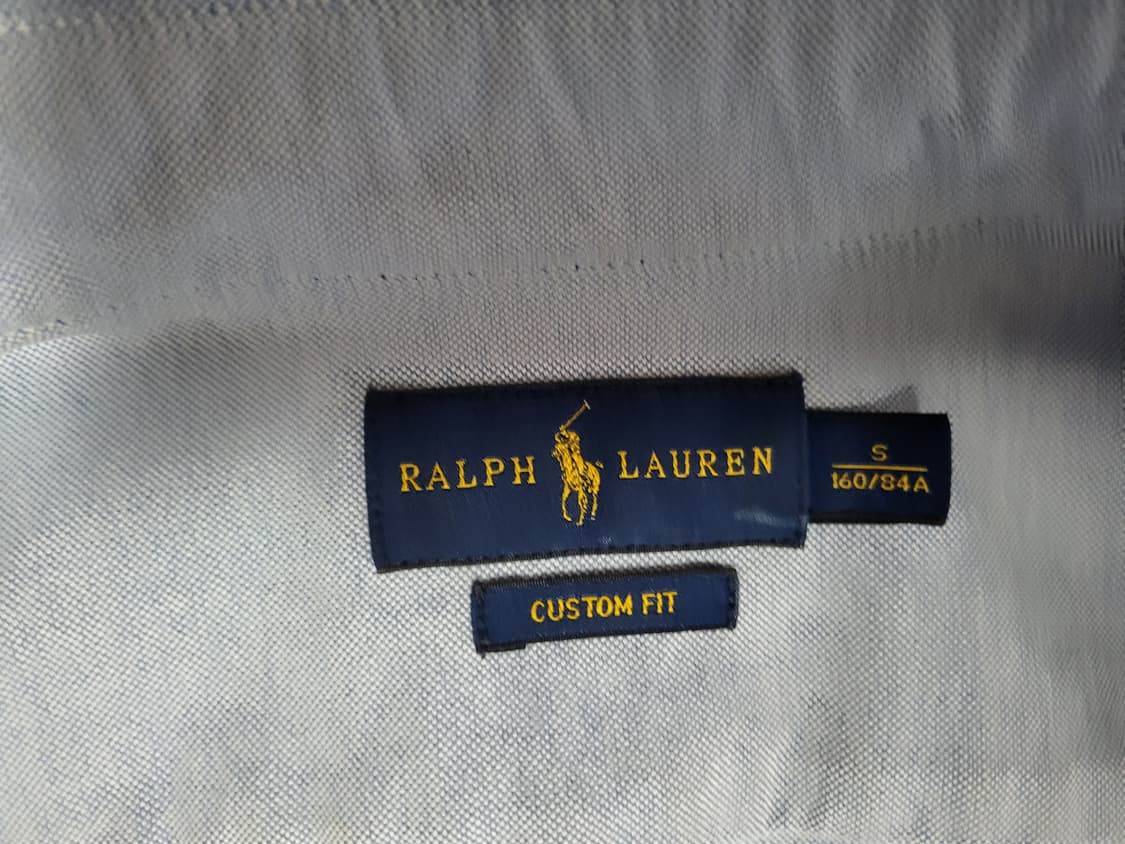 RALPH LAUREN
S
160/84A
CUSTOM FIT